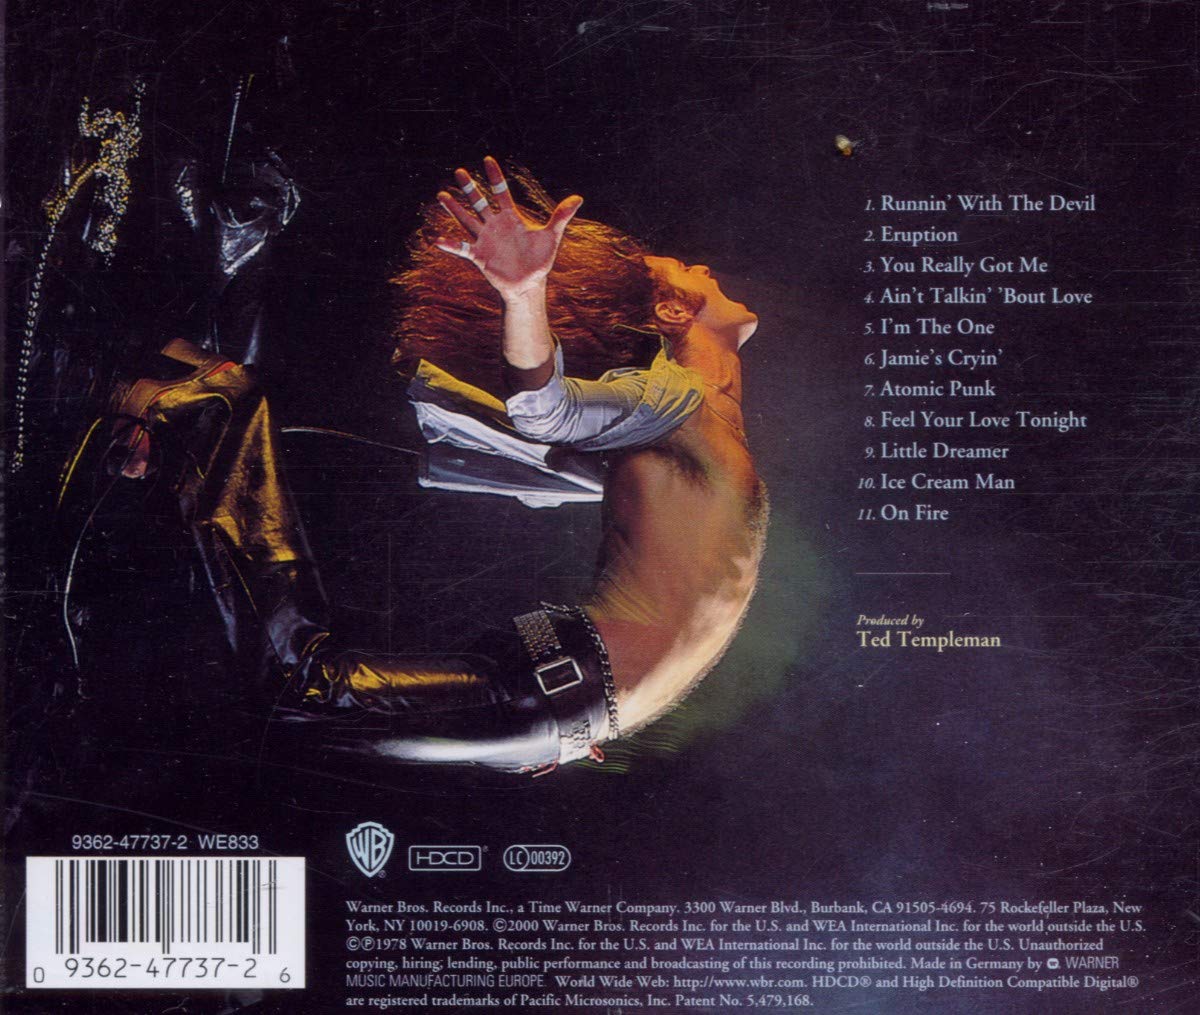 1. Runnin' With The Devil
2. Eruption
3. You Really Got Me
4. Ain't Talkin' 'Bout Love
5. I'm The One
6. Jamie's Cryin'
7. Atomic Punk
8. Feel Your Love Tonight
9. Little Dreamer
10. Ice Cream Man
11. On Fire
Produced by
Ted Templeman
9362-47737-2 WE833
0 9362-47737-2 6
WB ® HDCD ® LC 00392
Warner Bros. Records Inc., a Time Warner Company. 3300 Warner Blvd., Burbank, CA 91505-4694. 75 Rockefeller Plaza, New
York, NY 10019-6908. ©2000 Warner Bros. Records Inc. for the U.S. and WEA International Inc. for the world outside the U.S.
©℗1978 Warner Bros. Records Inc. for the U.S. and WEA International Inc. for the world outside the U.S. Unauthorized
copying, hiring, lending, public performance and broadcasting of this recording prohibited. Made in Germany by WARNER
MUSIC MANUFACTURING EUROPE. World Wide Web: http://www.wbr.com. HDCD® and High Definition Compatible Digital®
are registered trademarks of Pacific Microsonics, Inc. Patent No. 5,479,168.